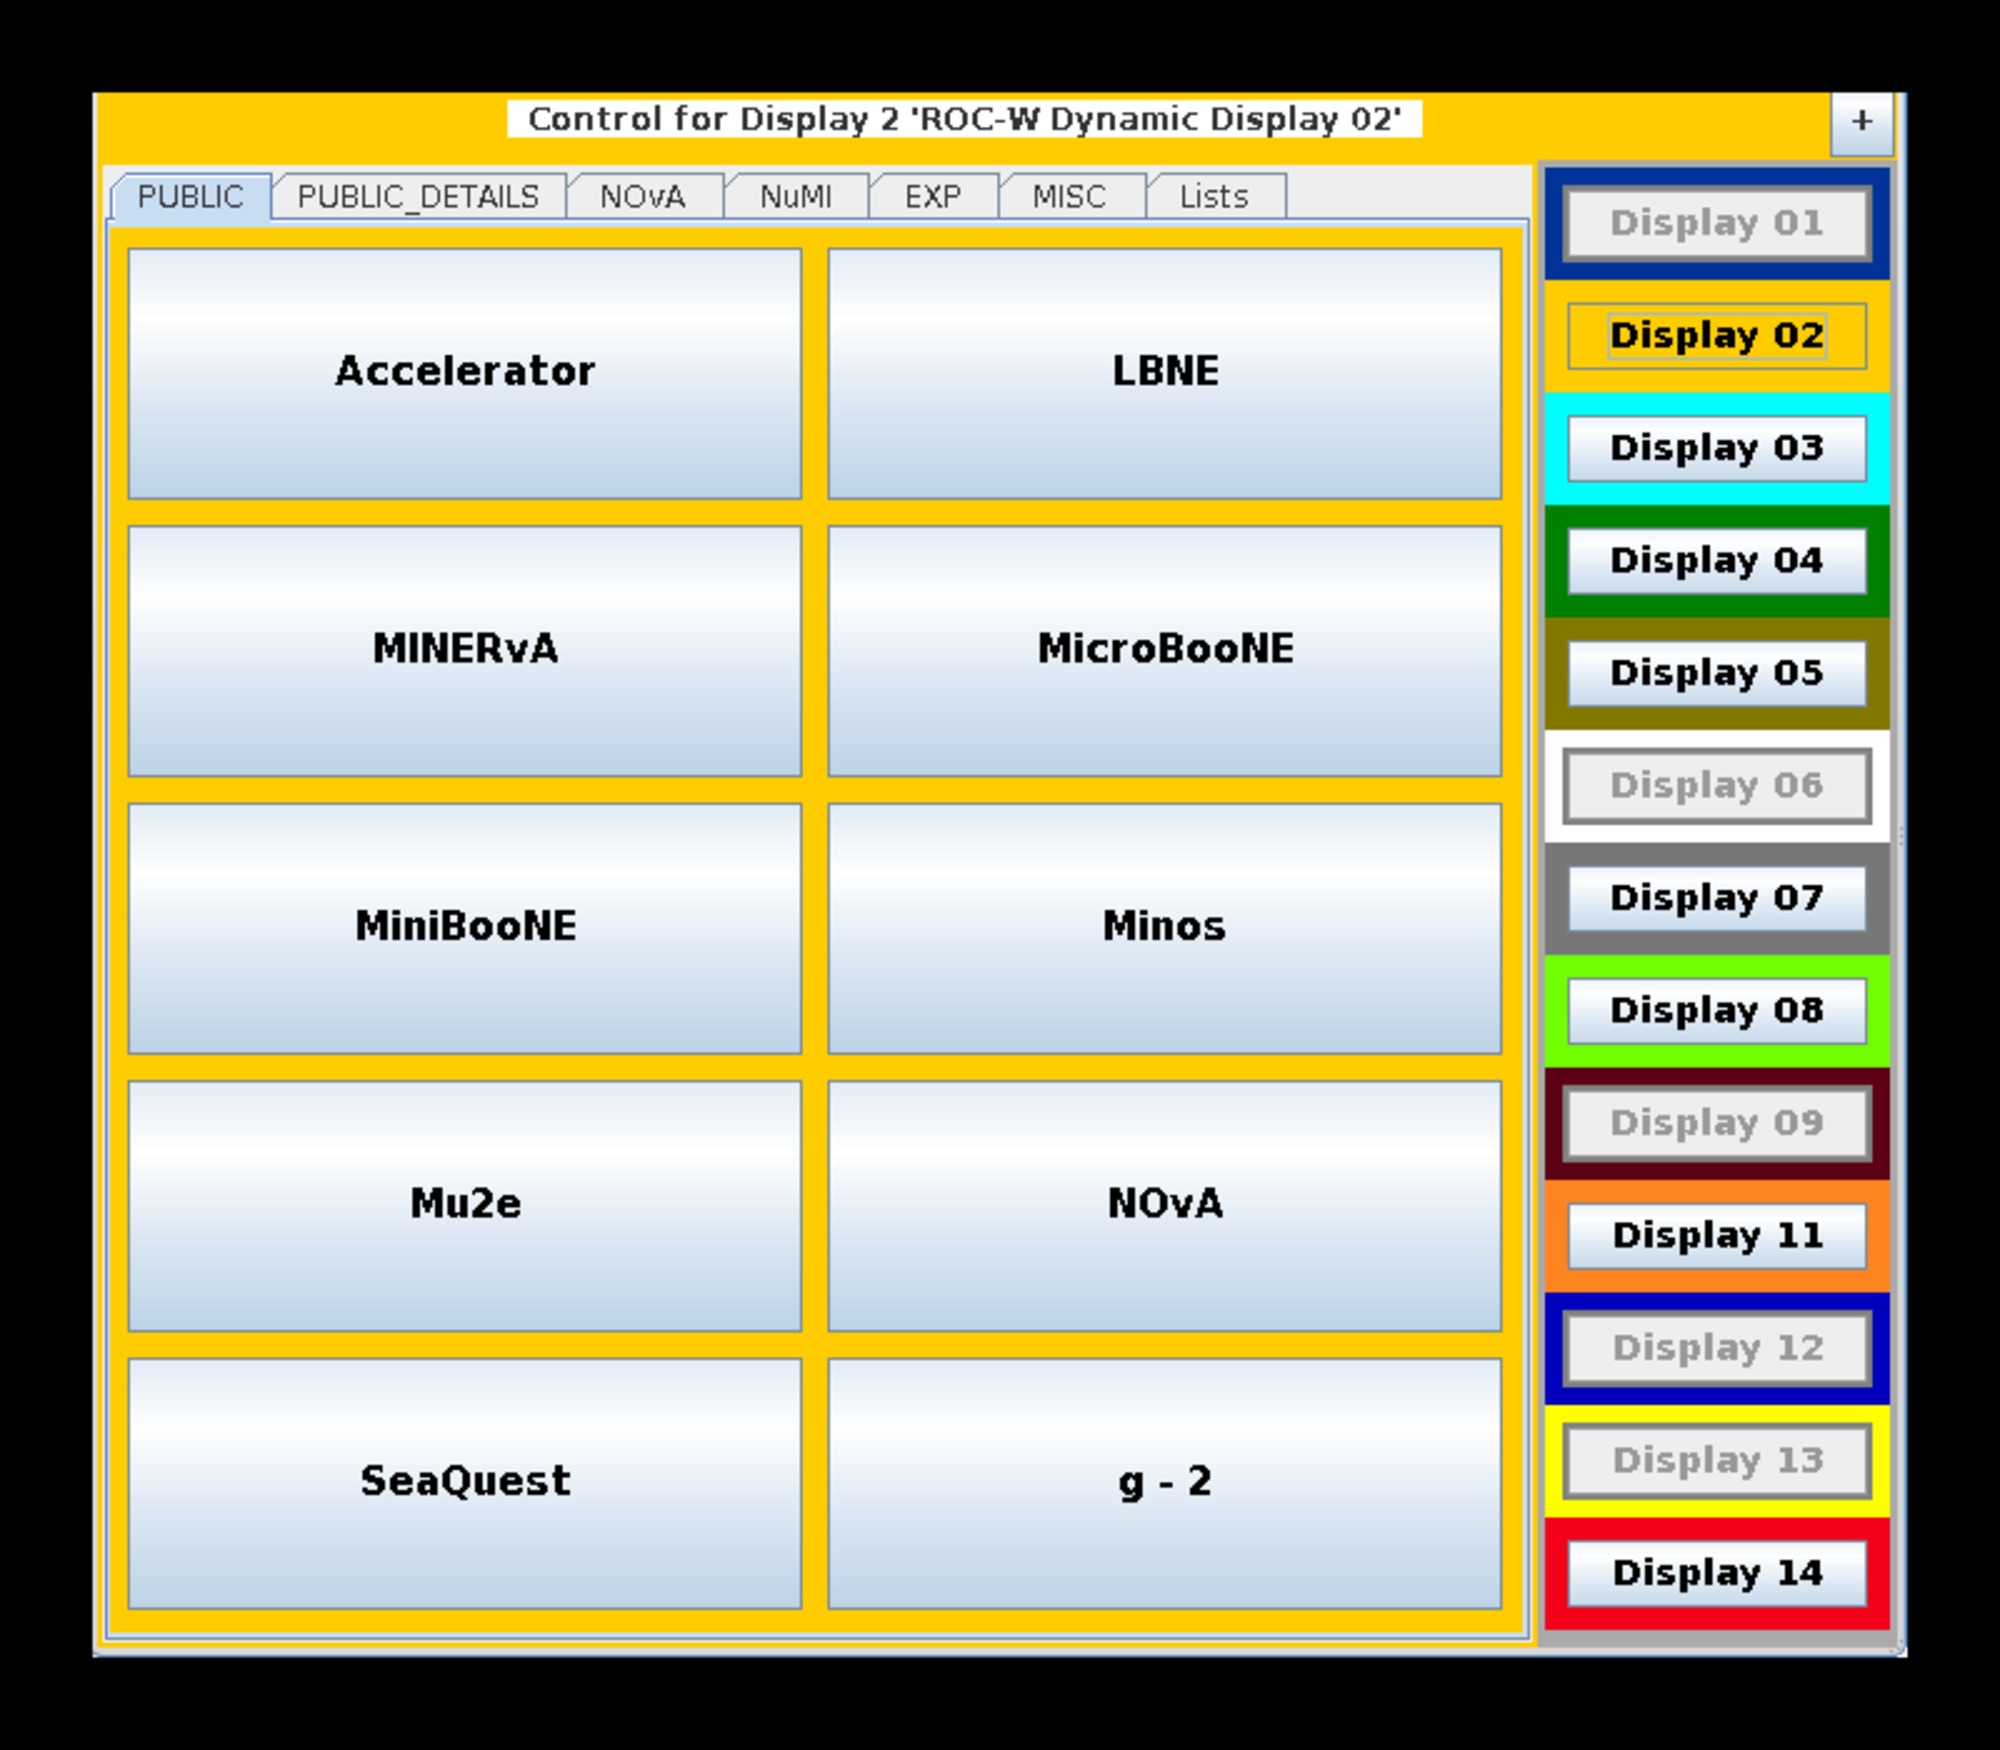 Control for Display 2 'ROC-W Dynamic Display 02'
+
PUBLIC PUBLIC_DETAILS NOvA NuMI EXP MISC Lists
Accelerator
LBNE
MINERvA
MicroBooNE
MiniBooNE
Minos
Mu2e
NOvA
SeaQuest
g - 2
Display 01
Display 02
Display 03
Display 04
Display 05
Display 06
Display 07
Display 08
Display 09
Display 11
Display 12
Display 13
Display 14